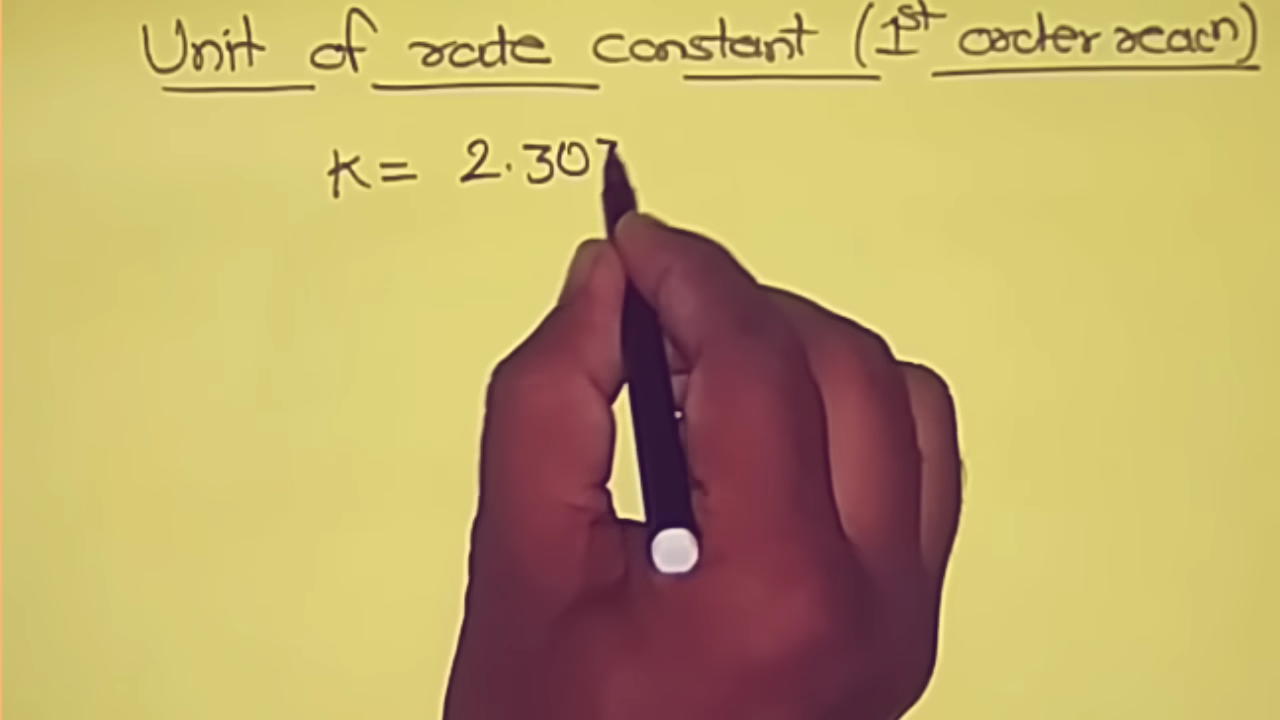 Unit of rate constant (1st order reacn)
K = 2.30